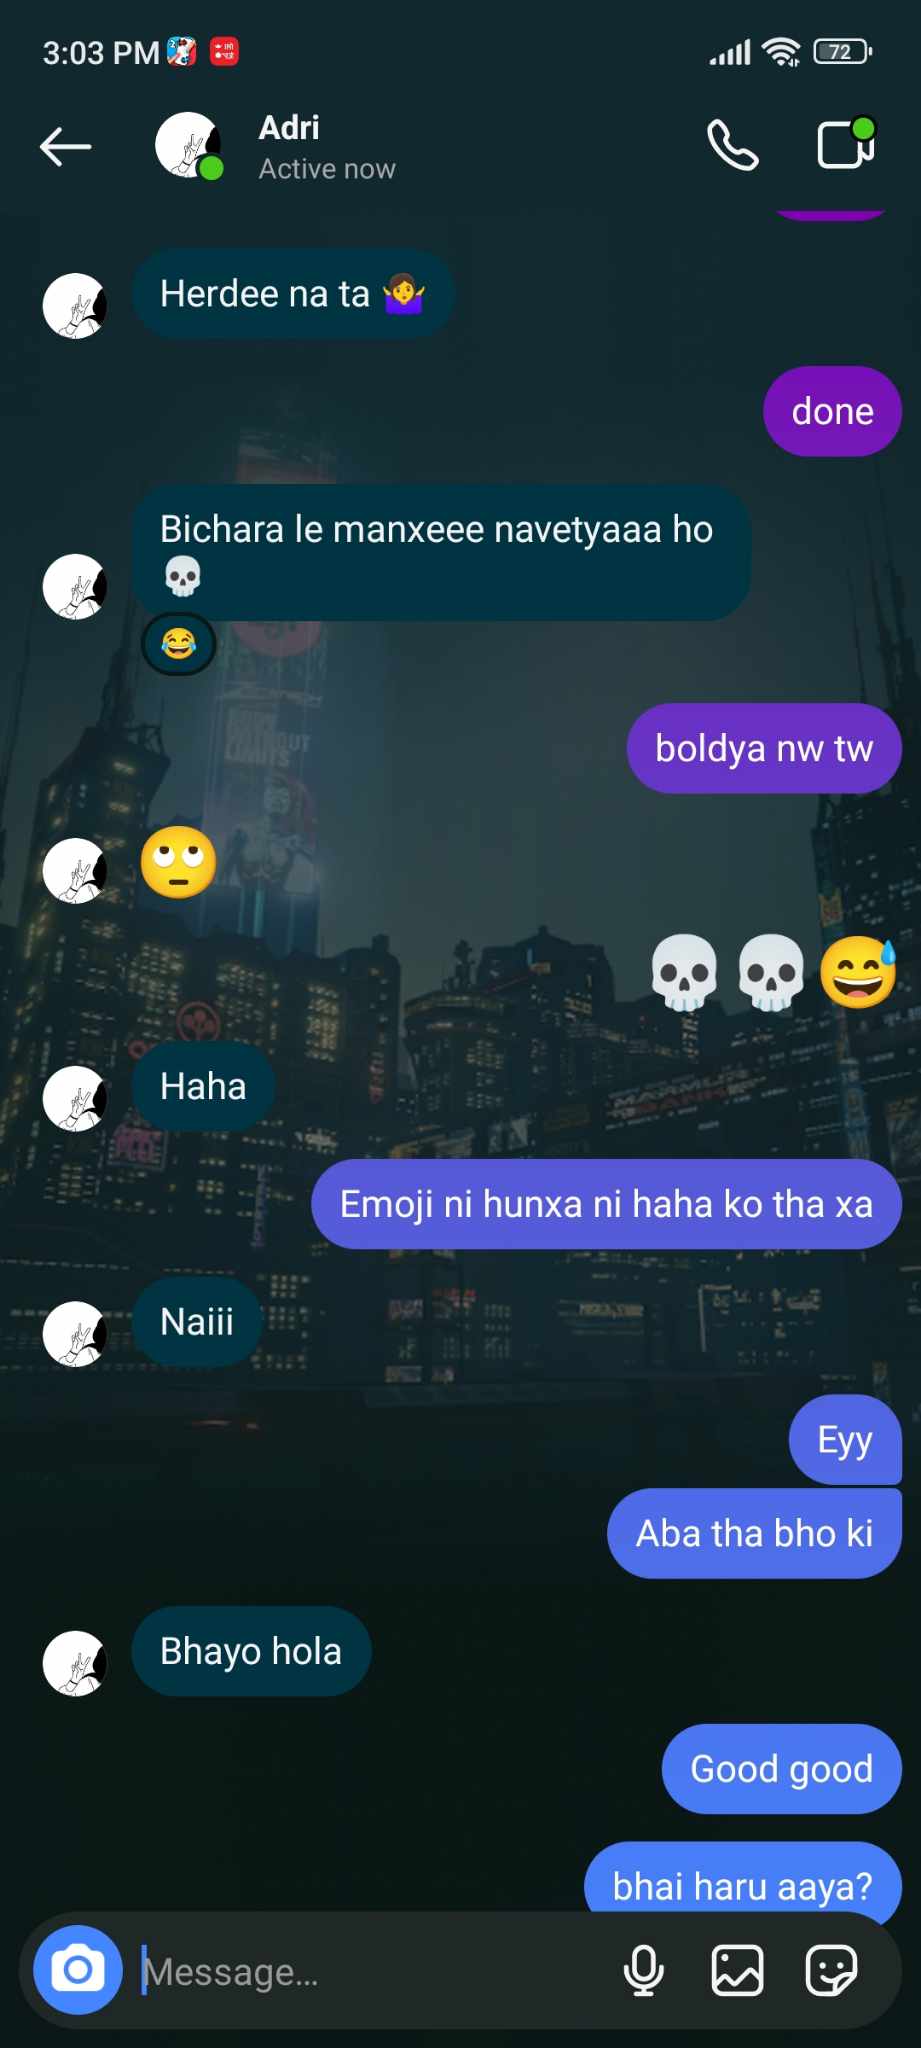 3:03 PM
72
Adri
Active now
Herdee na ta 🤷‍♀️
done
Bichara le manxeee navetyaaa ho
💀
😂
boldya nw tw
🙄
💀💀😅
Haha
Emoji ni hunxa ni haha ko tha xa
Naiii
Eyy
Aba tha bho ki
Bhayo hola
Good good
bhai haru aaya?
Message...